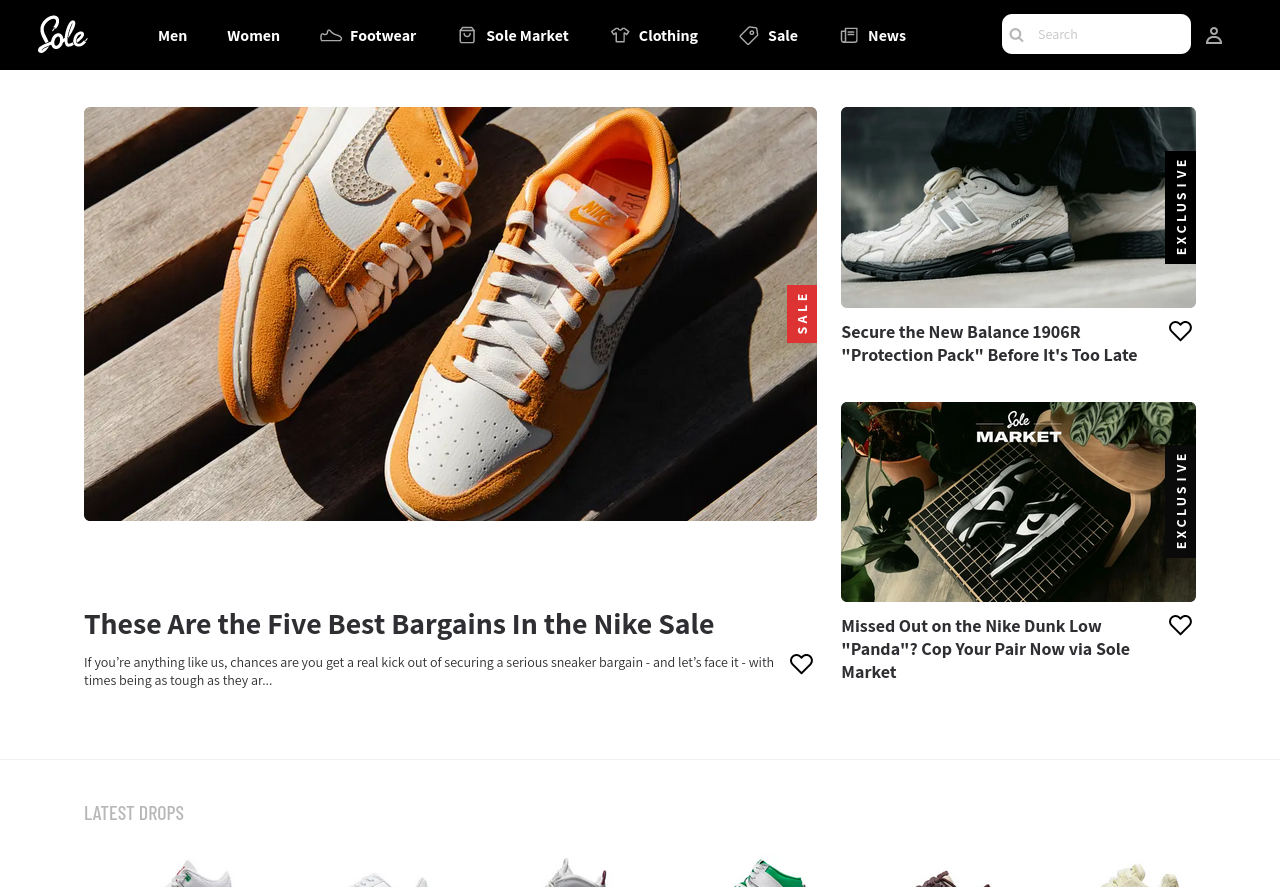 Sole
Men
Women
Footwear
Sole Market
Clothing
Sale
News
Search
NIKE
SALE
N
EXCLUSIVE
Secure the New Balance 1906R
"Protection Pack" Before It's Too Late
Sole
MARKET
EXCLUSIVE
Missed Out on the Nike Dunk Low
"Panda"? Cop Your Pair Now via Sole
Market
These Are the Five Best Bargains In the Nike Sale
If you’re anything like us, chances are you get a real kick out of securing a serious sneaker bargain - and let’s face it - with
times being as tough as they ar...
LATEST DROPS